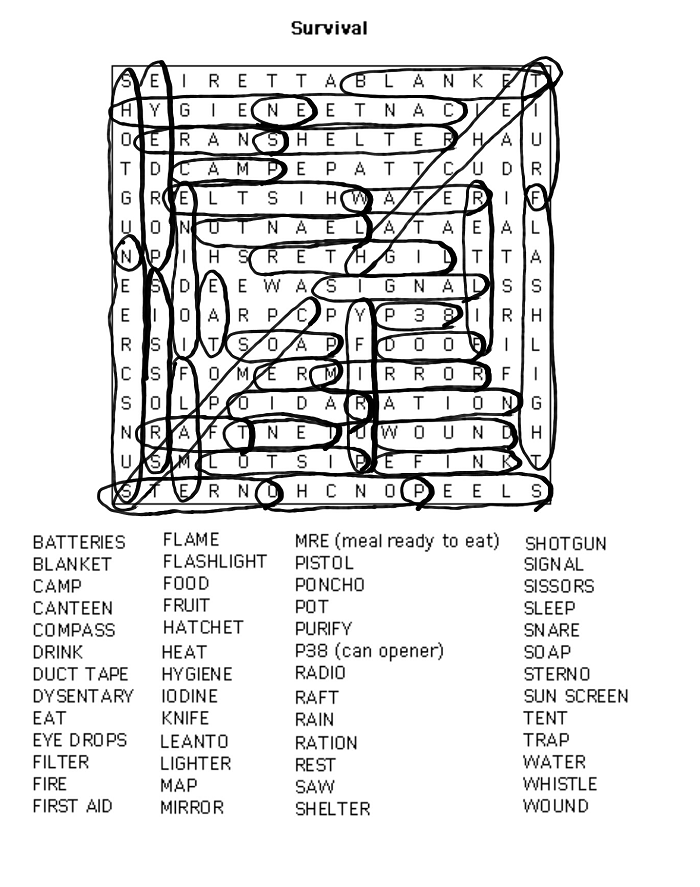 Survival
S E I R E T T A B L A N K E T
H Y G I E N E E T N A C I E I
O E R A N S H E L T E R H A U
T D C A M P E P A T T C U D R
G R E L T S I H W A T E R I F
U O N O T N A E L A T A E A L
N P I H S R E T H G I L T T A
E S D E E W A S I G N A L S S
E I O A R P C P Y P 3 8 I R H
R S I T S O A P F D O O F I L
C S F O M E R M I R R O R F I
S O L P O I D A R A T I O N G
N R A F T N E T U W O U N D H
U S M L O T S I P E F I N K T
S T E R N O H C N O P E E L S
BATTERIES FLAME MRE (meal ready to eat) SHOTGUN
BLANKET FLASHLIGHT PISTOL SIGNAL
CAMP FOOD PONCHO SISSORS
CANTEEN FRUIT POT SLEEP
COMPASS HATCHET PURIFY SNARE
DRINK HEAT P38 (can opener) SOAP
DUCT TAPE HYGIENE RADIO STERNO
DYSENTARY IODINE RAFT SUN SCREEN
EAT KNIFE RAIN TENT
EYE DROPS LEANTO RATION TRAP
FILTER LIGHTER REST WATER
FIRE MAP SAW WHISTLE
FIRST AID MIRROR SHELTER WOUND